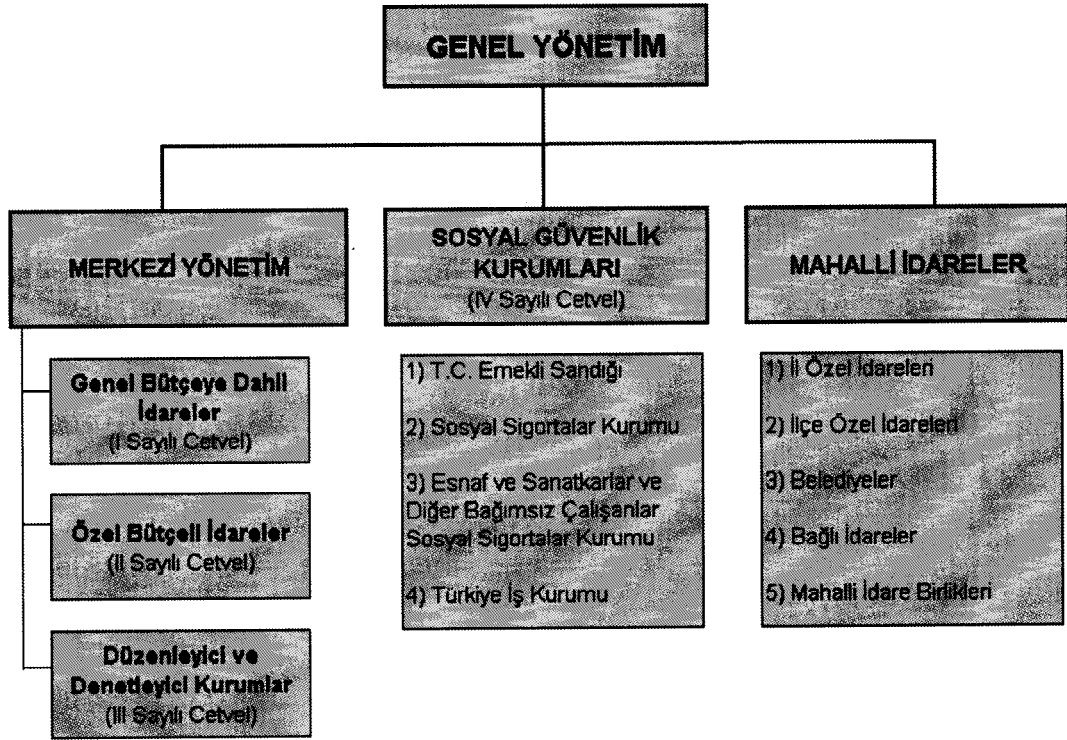 GENEL YÖNETİM
MERKEZİ YÖNETİM
Genel Bütçeye Dahil
İdareler
(I Sayılı Cetvel)
Özel Bütçeli İdareler
(II Sayılı Cetvel)
Düzenleyici ve
Denetleyici Kurumlar
(III Sayılı Cetvel)
SOSYAL GÜVENLİK
KURUMLARI
(IV Sayılı Cetvel)
1) T.C. Emekli Sandığı
2) Sosyal Sigortalar Kurumu
3) Esnaf ve Sanatkarlar ve
Diğer Bağımsız Çalışanlar
Sosyal Sigortalar Kurumu
4) Türkiye İş Kurumu
MAHALLİ İDARELER
1) İl Özel İdareleri
2) İlçe Özel İdareleri
3) Belediyeler
4) Bağlı İdareler
5) Mahalli İdare Birlikleri